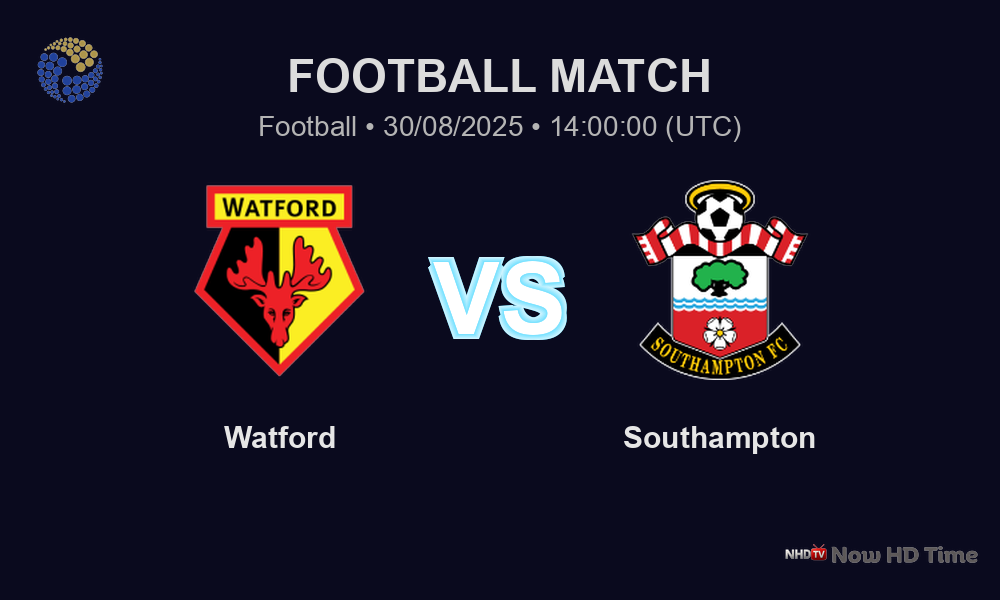 FOOTBALL MATCH
Football • 30/08/2025 • 14:00:00 (UTC)
WATFORD
VS
SOUTHAMPTON FC
Watford
Southampton
NHDTV Now HD Time